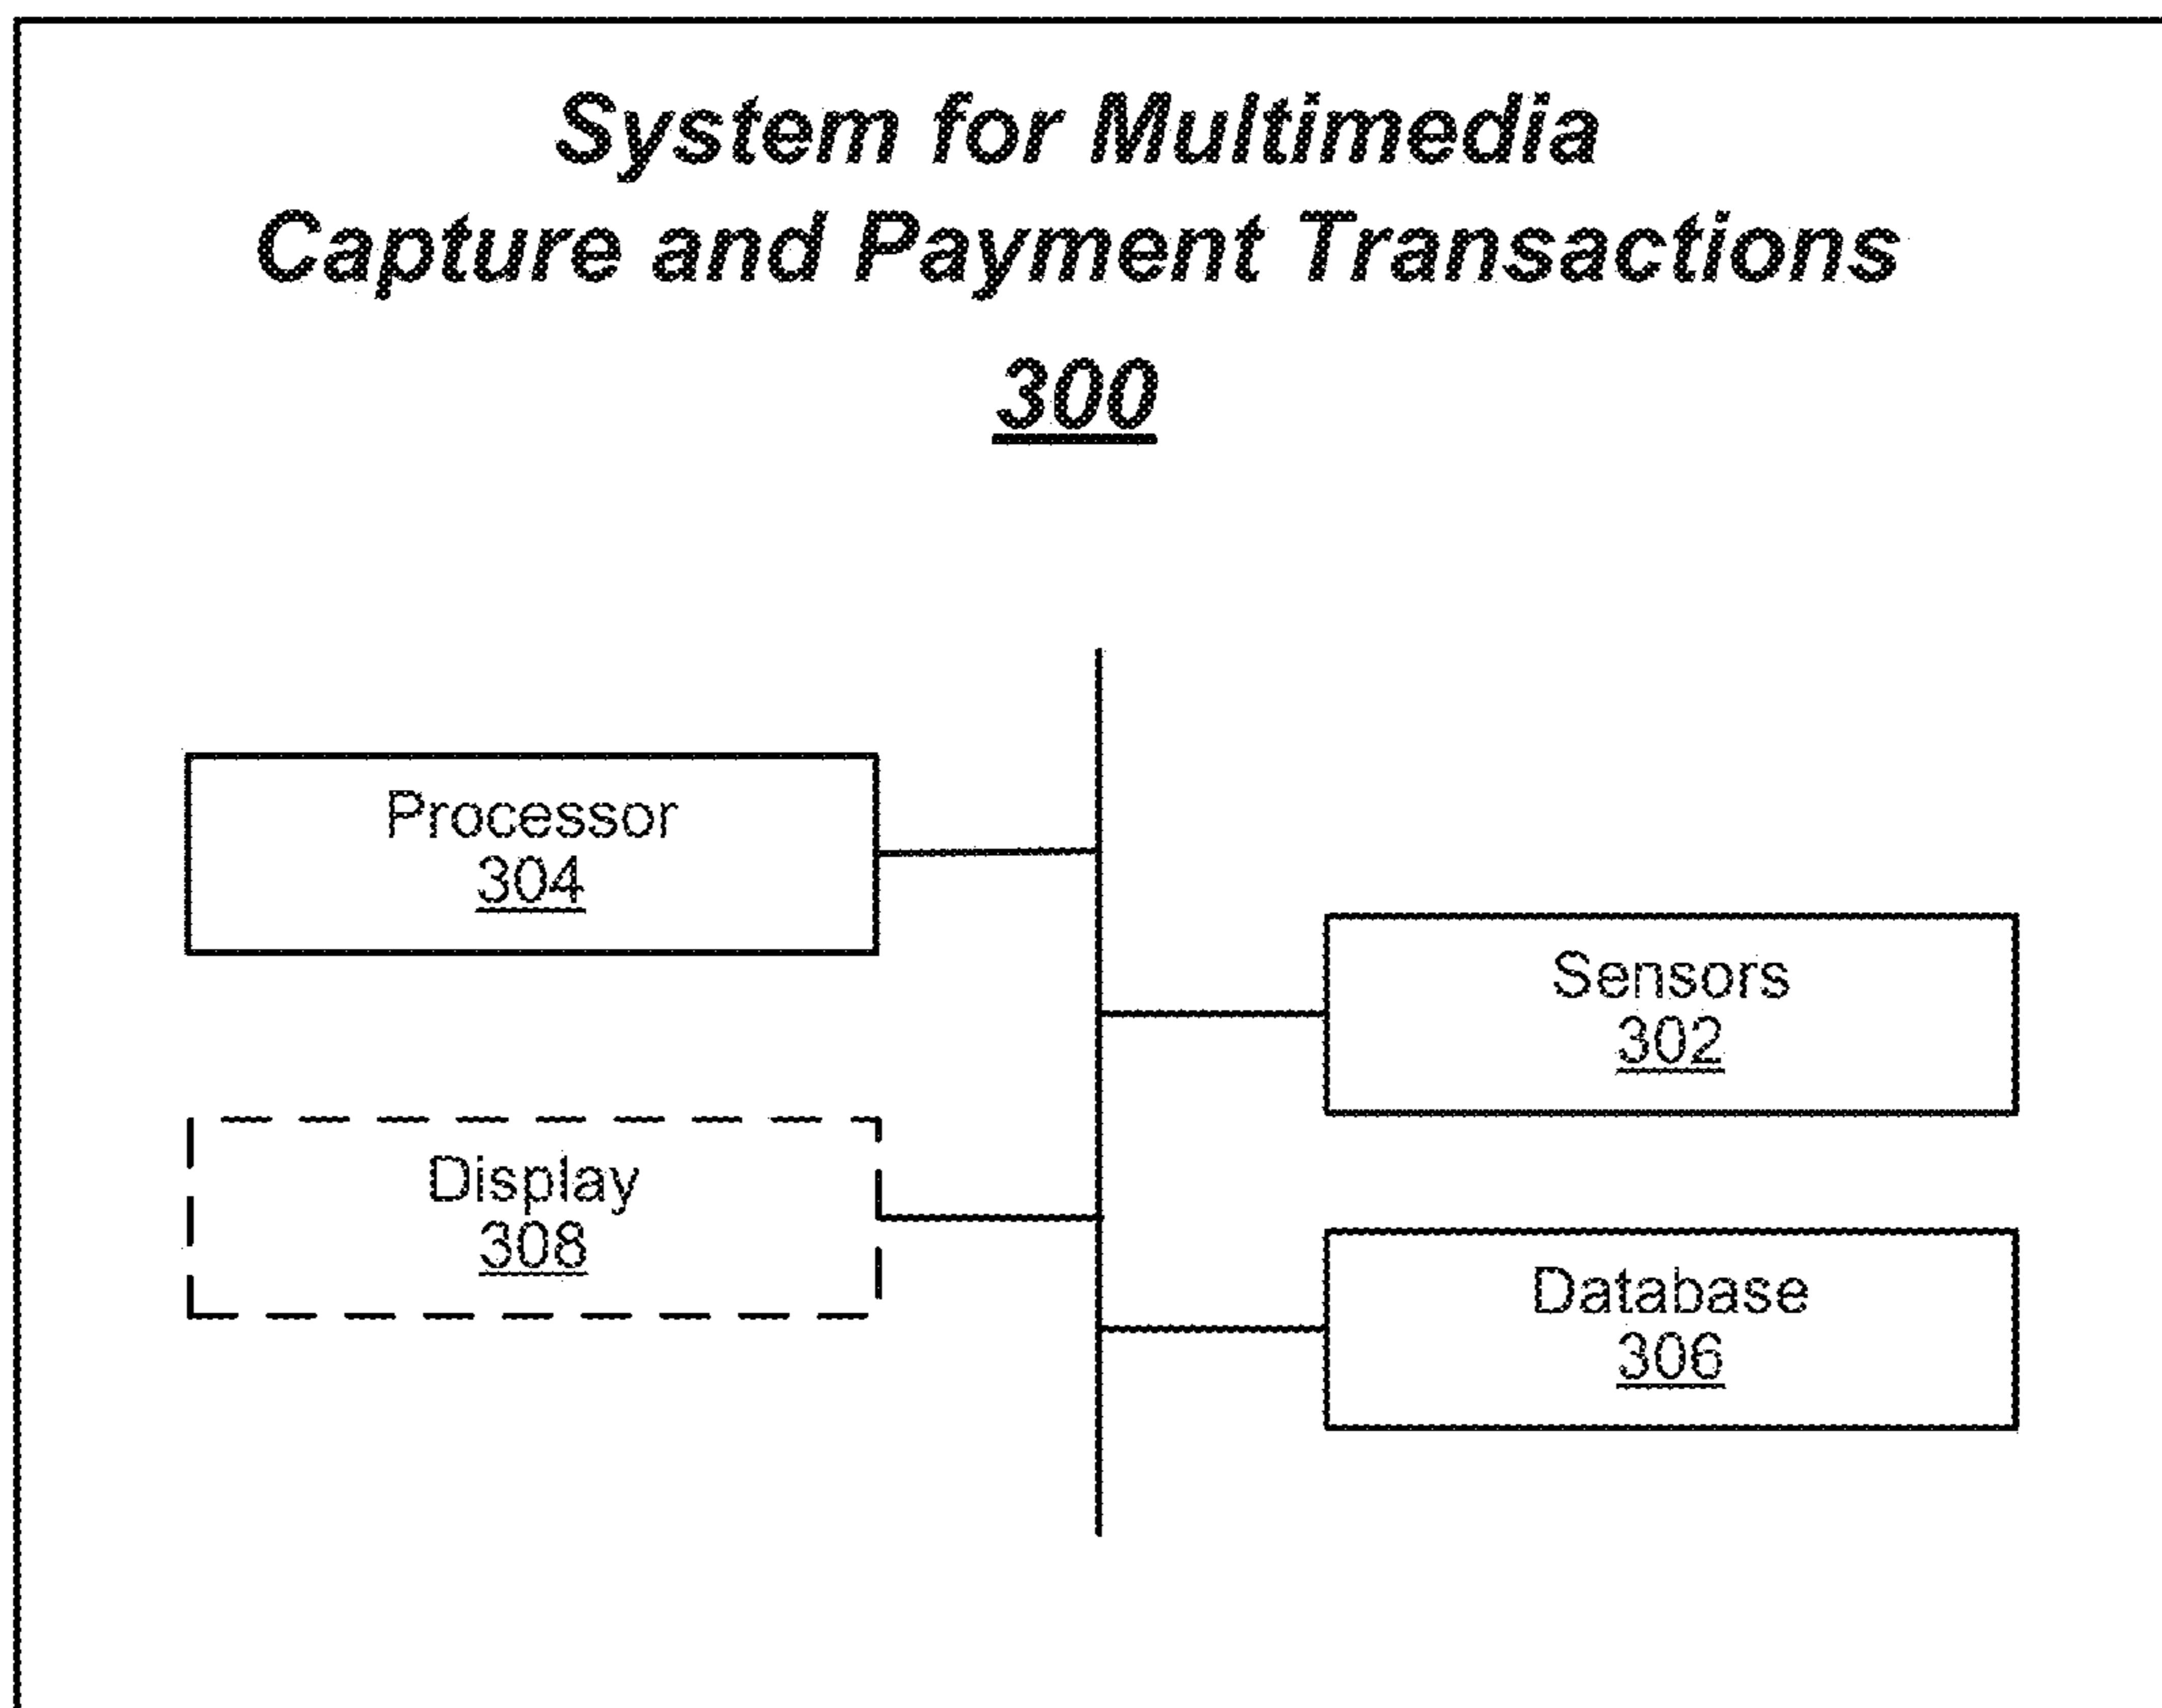 System for Multimedia
Capture and Payment Transactions
300
Processor
304
Sensors
302
Display
308
Database
306